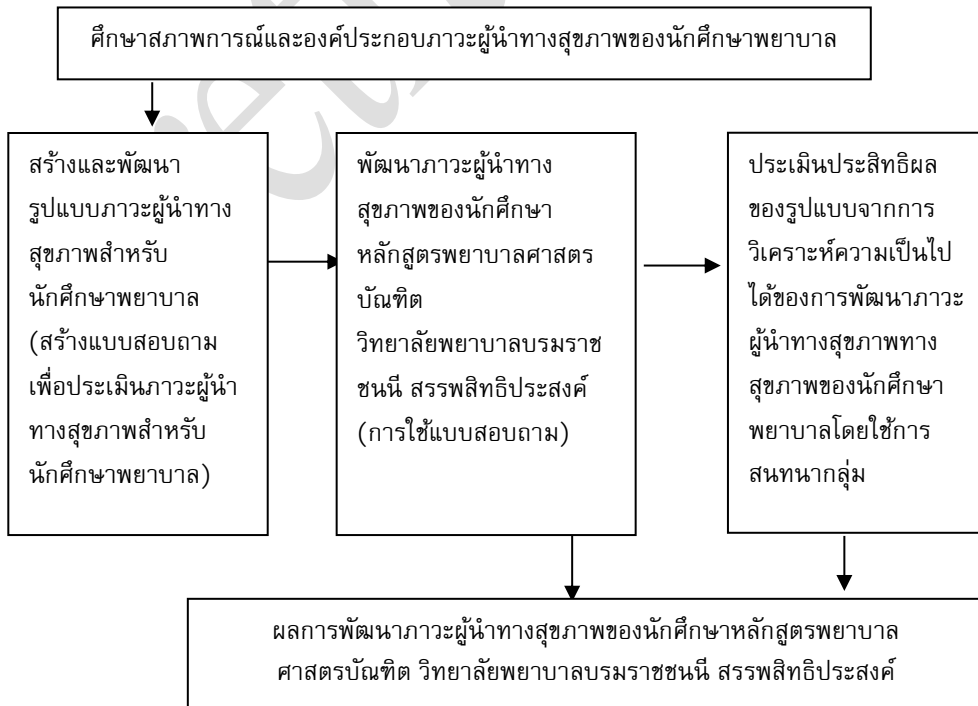 ศึกษาสภาพการณ์และองค์ประกอบภาวะผู้นำทางสุขภาพของนักศึกษาพยาบาล
สร้างและพัฒนา
รูปแบบภาวะผู้นำทาง
สุขภาพสำหรับ
นักศึกษาพยาบาล
(สร้างแบบสอบถาม
เพื่อประเมินภาวะผู้นำ
ทางสุขภาพสำหรับ
นักศึกษาพยาบาล)
พัฒนาภาวะผู้นำทาง
สุขภาพของนักศึกษา
หลักสูตรพยาบาลศาสตร
บัณฑิต
วิทยาลัยพยาบาลบรมราช
ชนนี สรรพสิทธิประสงค์
(การใช้แบบสอบถาม)
ประเมินประสิทธิผล
ของรูปแบบจากการ
วิเคราะห์ความเป็นไป
ได้ของการพัฒนาภาวะ
ผู้นำทางสุขภาพทาง
สุขภาพของนักศึกษา
พยาบาลโดยใช้การ
สนทนากลุ่ม
ผลการพัฒนาภาวะผู้นำทางสุขภาพของนักศึกษาหลักสูตรพยาบาล
ศาสตรบัณฑิต วิทยาลัยพยาบาลบรมราชชนนี สรรพสิทธิประสงค์